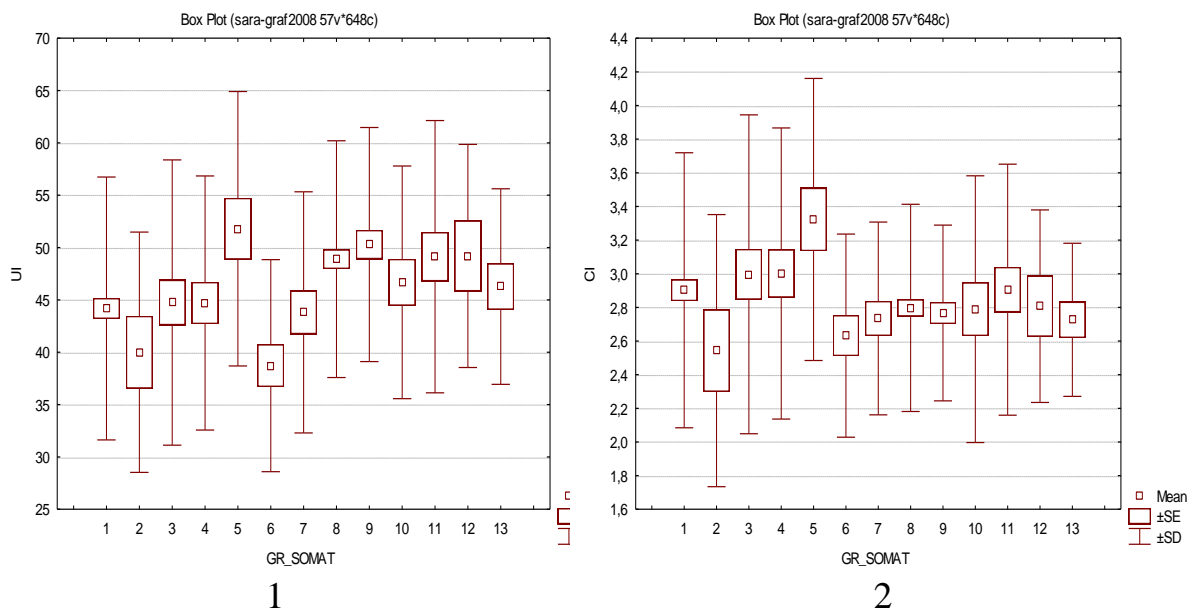 Box Plot (sara-graf2008 57v*648c)
70
65
60
55
50
45
40
35
30
25
UI
1 2 3 4 5 6 7 8 9 10 11 12 13
GR_SOMAT
1
Box Plot (sara-graf2008 57v*648c)
4,4
4,2
4,0
3,8
3,6
3,4
3,2
3,0
2,8
2,6
2,4
2,2
2,0
1,8
1,6
CI
1 2 3 4 5 6 7 8 9 10 11 12 13
GR_SOMAT
Mean
±SE
±SD
2